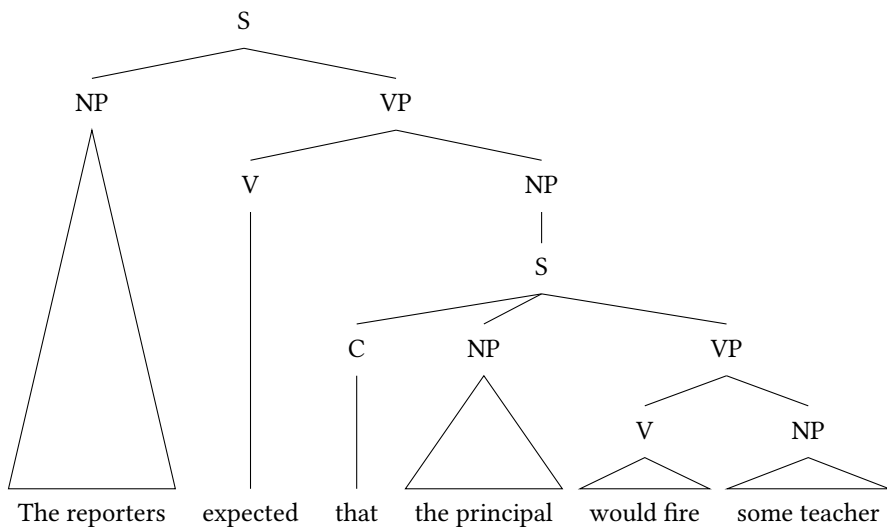 S
NP VP
V NP
S
C NP VP
V NP
The reporters expected that the principal would fire some teacher